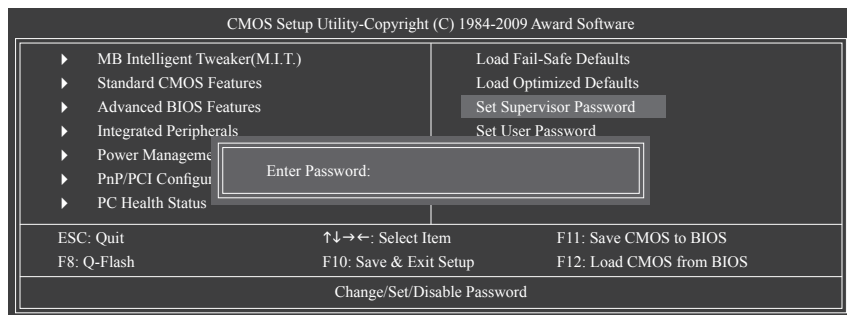 CMOS Setup Utility-Copyright (C) 1984-2009 Award Software
MB Intelligent Tweaker(M.I.T.)
Standard CMOS Features
Advanced BIOS Features
Integrated Peripherals
Power Manageme
PnP/PCI Configur
PC Health Status
Load Fail-Safe Defaults
Load Optimized Defaults
Set Supervisor Password
Set User Password
Enter Password:
ESC: Quit ↑↓→←: Select Item F11: Save CMOS to BIOS
F8: Q-Flash F10: Save & Exit Setup F12: Load CMOS from BIOS
Change/Set/Disable Password